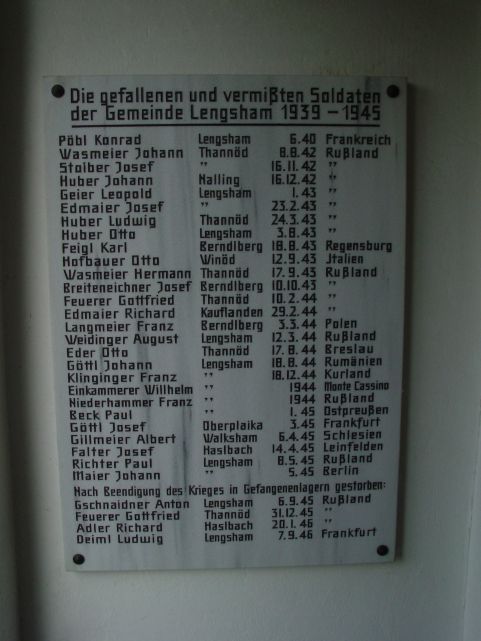 Die gefallenen und vermißten Soldaten
der Gemeinde Lengsham 1939 – 1945
Pöbl Konrad Lengsham 6.40 Frankreich
Wasmeier Johann Thannöd 8.8.42 Rußland
Stoiber Josef " 16.11.42 "
Huber Johann Nalling 16.12.42 "
Geier Leopold Lengsham 1.43 "
Edmaier Josef " 23.2.43 "
Huber Ludwig Thannöd 24.3.43 "
Huber Otto Lengsham 3.8.43 "
Feigl Karl Berndlberg 18.8.43 Regensburg
Hofbauer Otto Winöd 12.9.43 Jtalien
Wasmeier Hermann Thannöd 17.9.43 Rußland
Breiteneichner Josef Berndlberg 10.10.43 "
Feuerer Gottfried Thannöd 10.2.44 "
Edmaier Richard Kauflanden 29.2.44 "
Langmeier Franz Berndlberg 3.3.44 Polen
Weidinger August Lengsham 12.3.44 Rußland
Eder Otto Thannöd 17.8.44 Breslau
Göttl Johann Lengsham 18.8.44 Rumänien
Klinginger Franz " 18.12.44 Kurland
Einkammerer Willhelm " 1944 Monte Cassino
Niederhammer Franz " 1944 Rußland
Beck Paul " 1.45 Ostpreußen
Göttl Josef Oberplaika 3.45 Frankfurt
Gillmeier Albert Walksham 6.4.45 Schlesien
Falter Josef Haslbach 14.4.45 Leinfelden
Richter Paul Lengsham 8.5.45 Rußland
Maier Johann " 5.45 Berlin
Nach Beendigung des Krieges in Gefangenenlagern gestorben:
Gschnaidner Anton Lengsham 6.9.45 Rußland
Feuerer Gottfried Thannöd 31.12.45 "
Adler Richard Haslbach 20.1.46 "
Deiml Ludwig Lengsham 7.9.46 Frankfurt